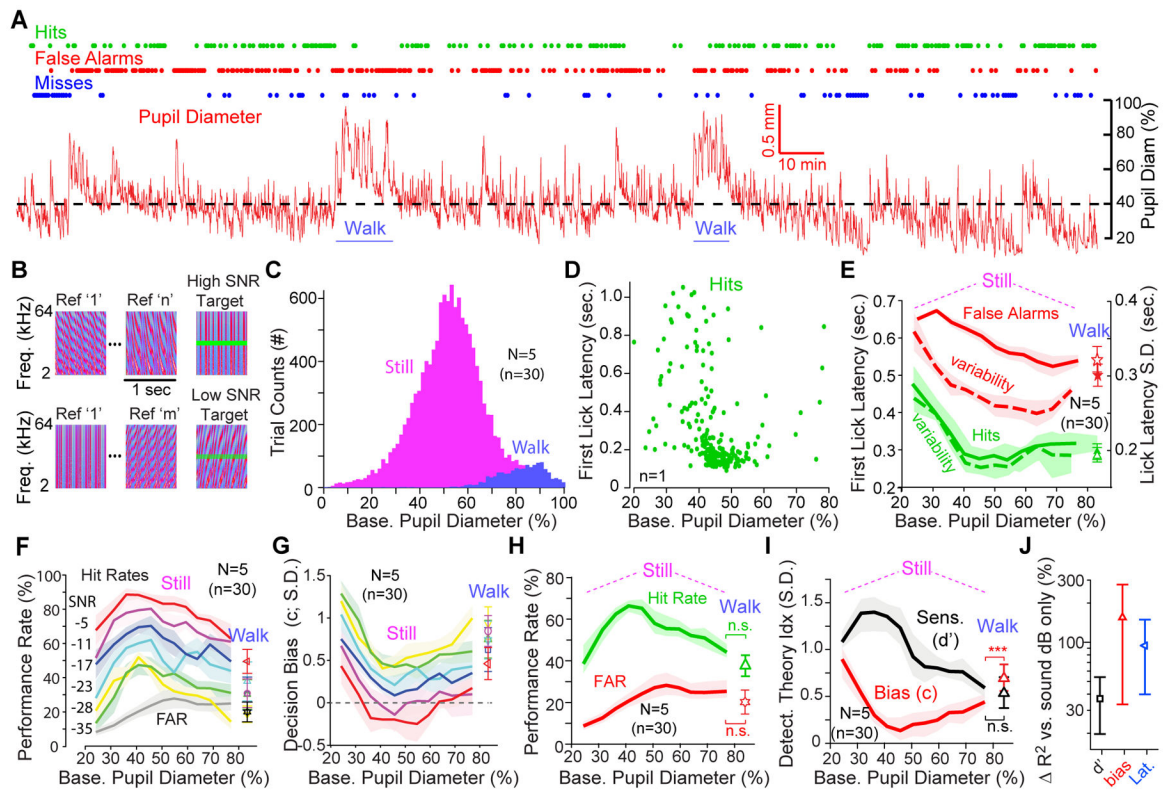 A
Hits
False Alarms
Misses
Pupil Diameter
0.5 mm
10 min
Walk
Walk
100
80
60
40
20
Pupil Diam (%)
B
Ref '1'
Ref 'n'
High SNR
Target
Freq. (kHz)
64
2
1 sec
Ref '1'
Ref 'm'
Low SNR
Target
Freq. (kHz)
64
2
C
Trial Counts (#)
600
400
200
0
Still
N=5
(n=30)
Walk
0 20 40 60 80 100
Base. Pupil Diameter (%)
D
First Lick Latency (sec.)
1.0
0.8
0.6
0.4
0.2
0
Hits
n=1
20 30 40 50 60 70 80
Base. Pupil Diameter (%)
E
Still
First Lick Latency (sec.)
0.7
0.6
0.5
0.4
0.3
0.2
False Alarms
variability
variability
Hits
Walk
N=5
(n=30)
0.4
0.3
0.2
Lick Latency S.D. (sec.)
20 30 40 50 60 70 80
Base. Pupil Diameter (%)
F
Performance Rate (%)
100
80
60
40
20
0
Hit Rates
Still
N=5
(n=30)
SNR
-5
-11
-17
-23
-28
-35
FAR
Walk
20 30 40 50 60 70 80
Base. Pupil Diameter (%)
G
Decision Bias (c; S.D.)
1.5
1.0
0.5
0
-0.5
N=5
(n=30)
Still
Walk
20 30 40 50 60 70 80
Base. Pupil Diameter (%)
H
Still
Performance Rate (%)
80
60
40
20
0
Hit Rate
Walk
n.s.
FAR
N=5
(n=30)
n.s.
20 30 40 50 60 70 80
Base. Pupil Diameter (%)
I
Still
Detect. Theory Idx (S.D.)
1.5
1.0
0.5
0
Sens.
(d')
Walk
***
Bias (c)
N=5
(n=30)
n.s.
20 30 40 50 60 70 80
Base. Pupil Diameter (%)
J
Δ R² vs. sound dB only (%)
300
100
30
d'
bias
Lat.